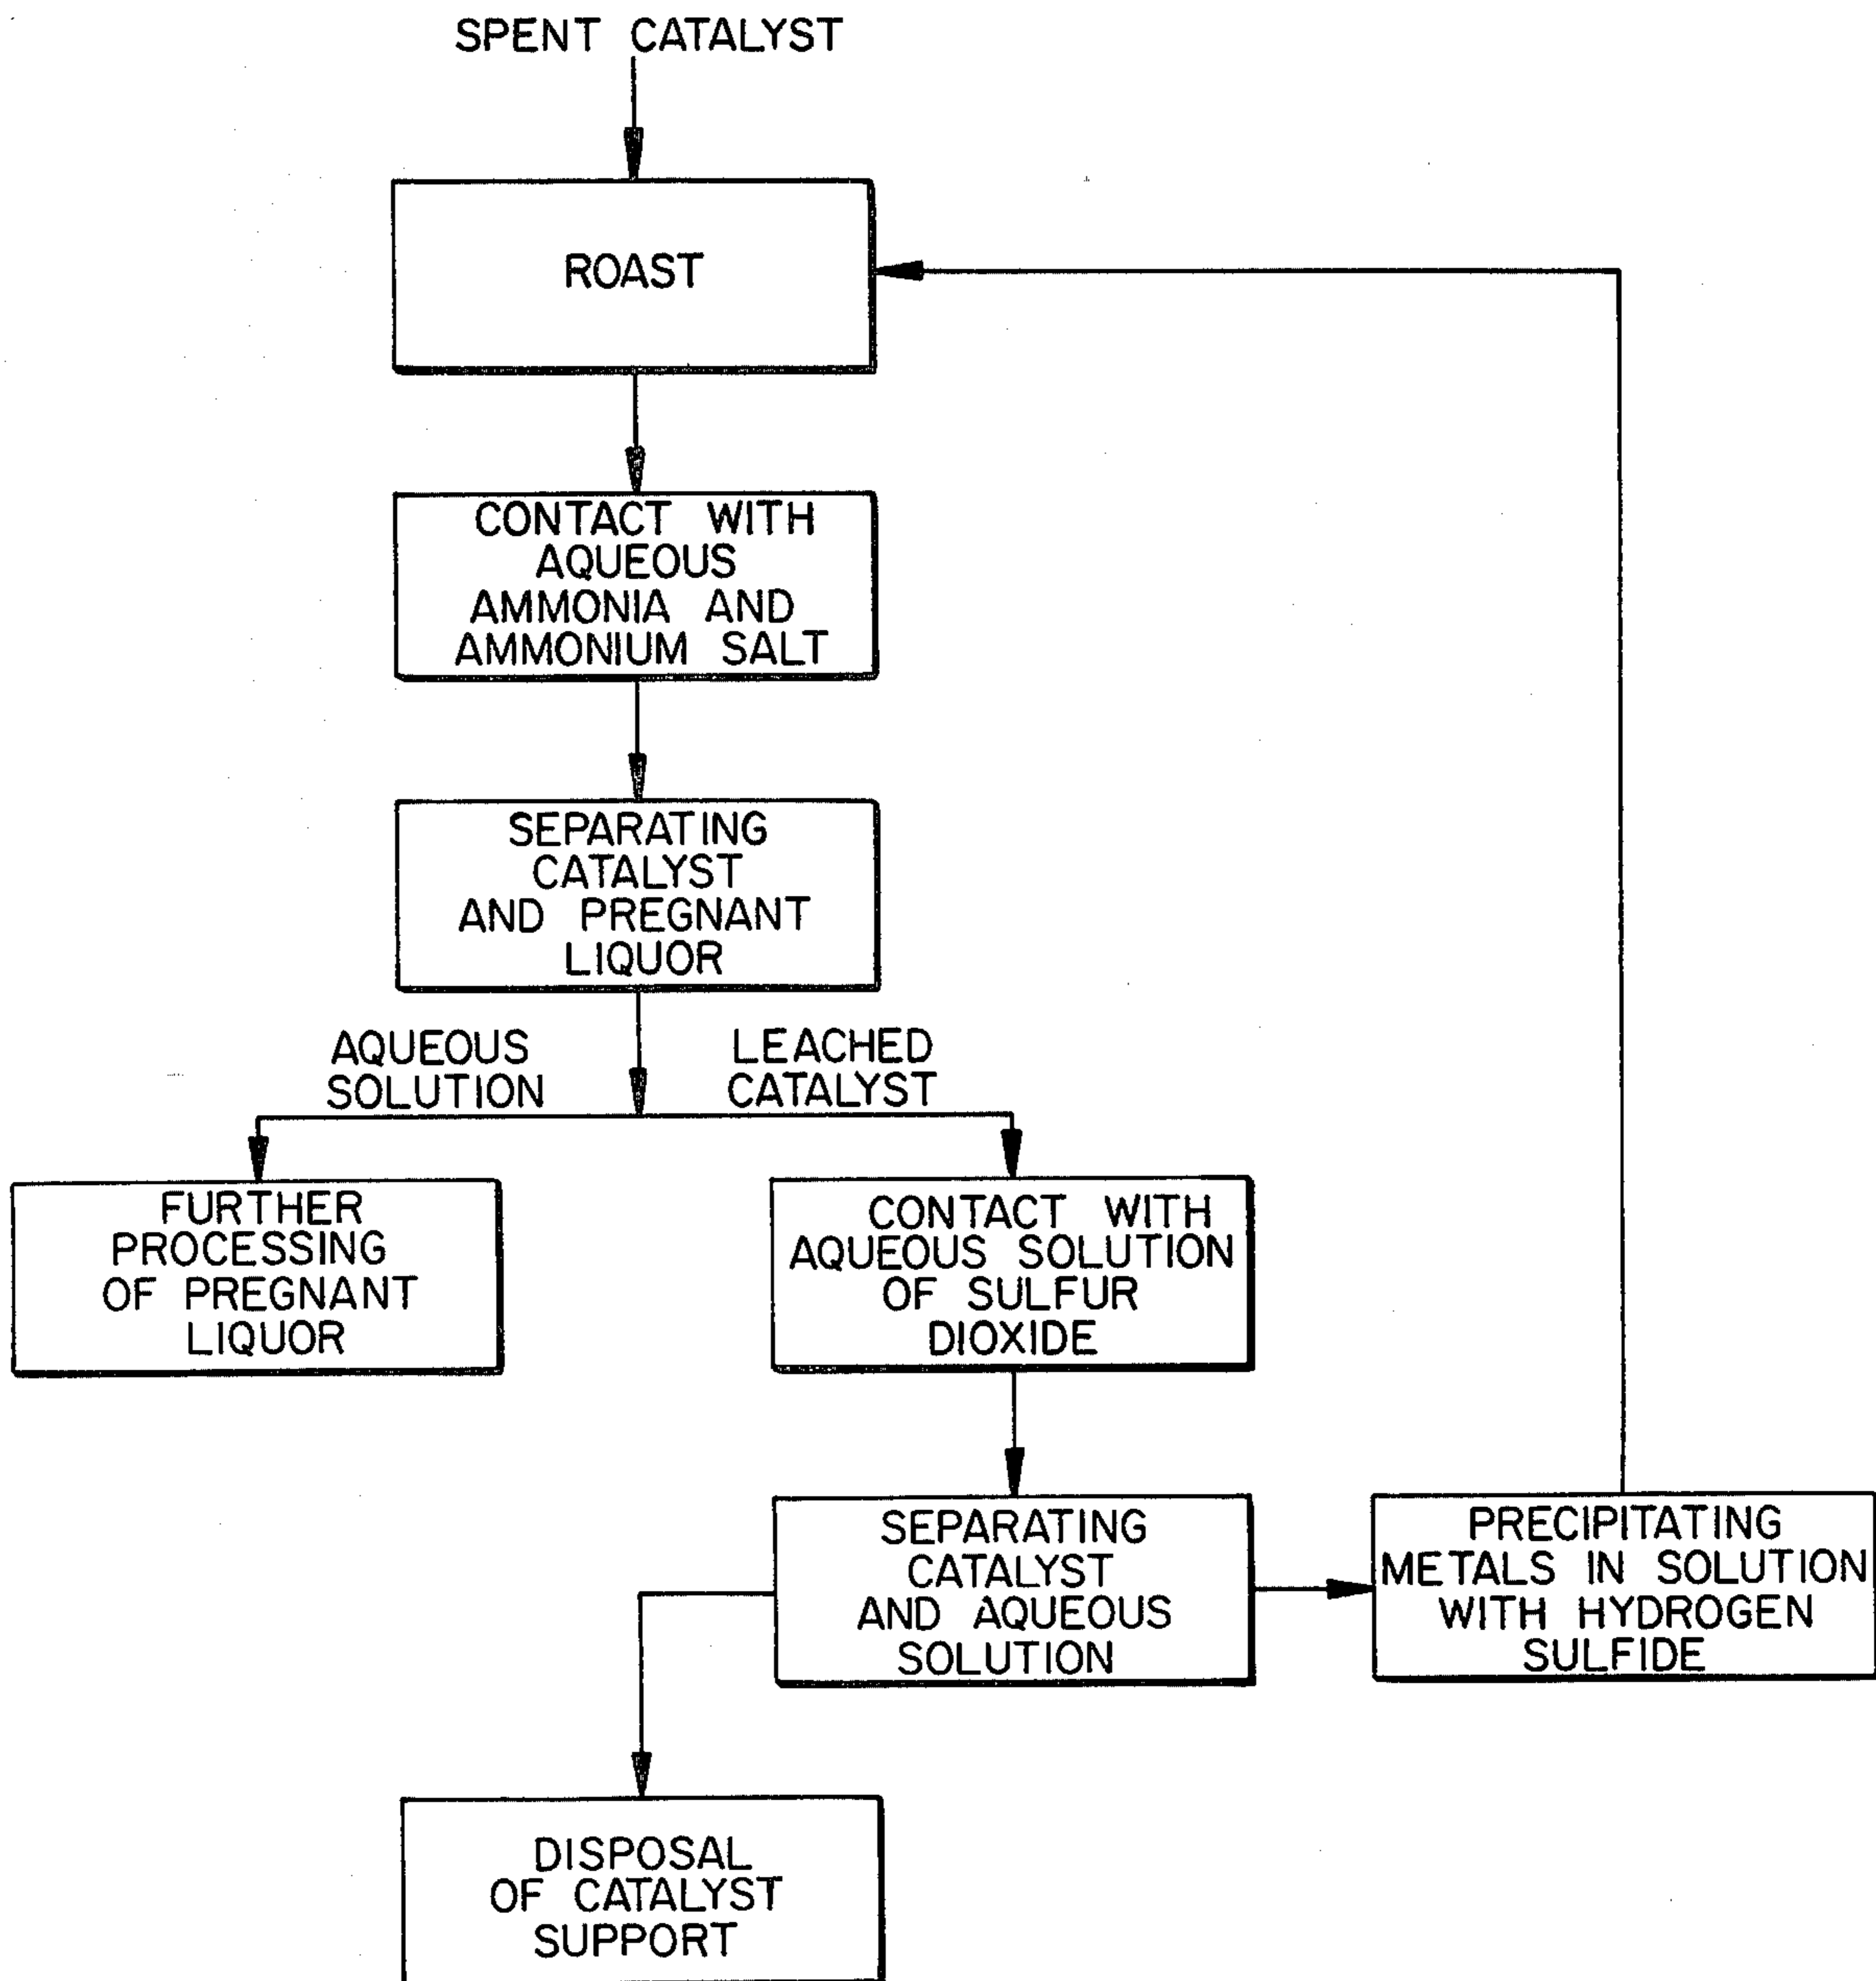 SPENT CATALYST
ROAST
CONTACT WITH
AQUEOUS
AMMONIA AND
AMMONIUM SALT
SEPARATING
CATALYST
AND PREGNANT
LIQUOR
AQUEOUS
SOLUTION
LEACHED
CATALYST
FURTHER
PROCESSING
OF PREGNANT
LIQUOR
CONTACT WITH
AQUEOUS SOLUTION
OF SULFUR
DIOXIDE
SEPARATING
CATALYST
AND AQUEOUS
SOLUTION
PRECIPITATING
METALS IN SOLUTION
WITH HYDROGEN
SULFIDE
DISPOSAL
OF CATALYST
SUPPORT